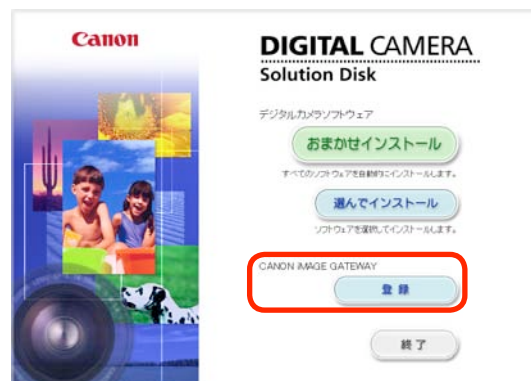 Canon
DIGITAL CAMERA
Solution Disk
デジタルカメラソフトウェア
おまかせインストール
すべてのソフトウェアを自動的にインストールします。
選んでインストール
ソフトウェアを選択してインストールします。
CANON iMAGE GATEWAY
登録
終了